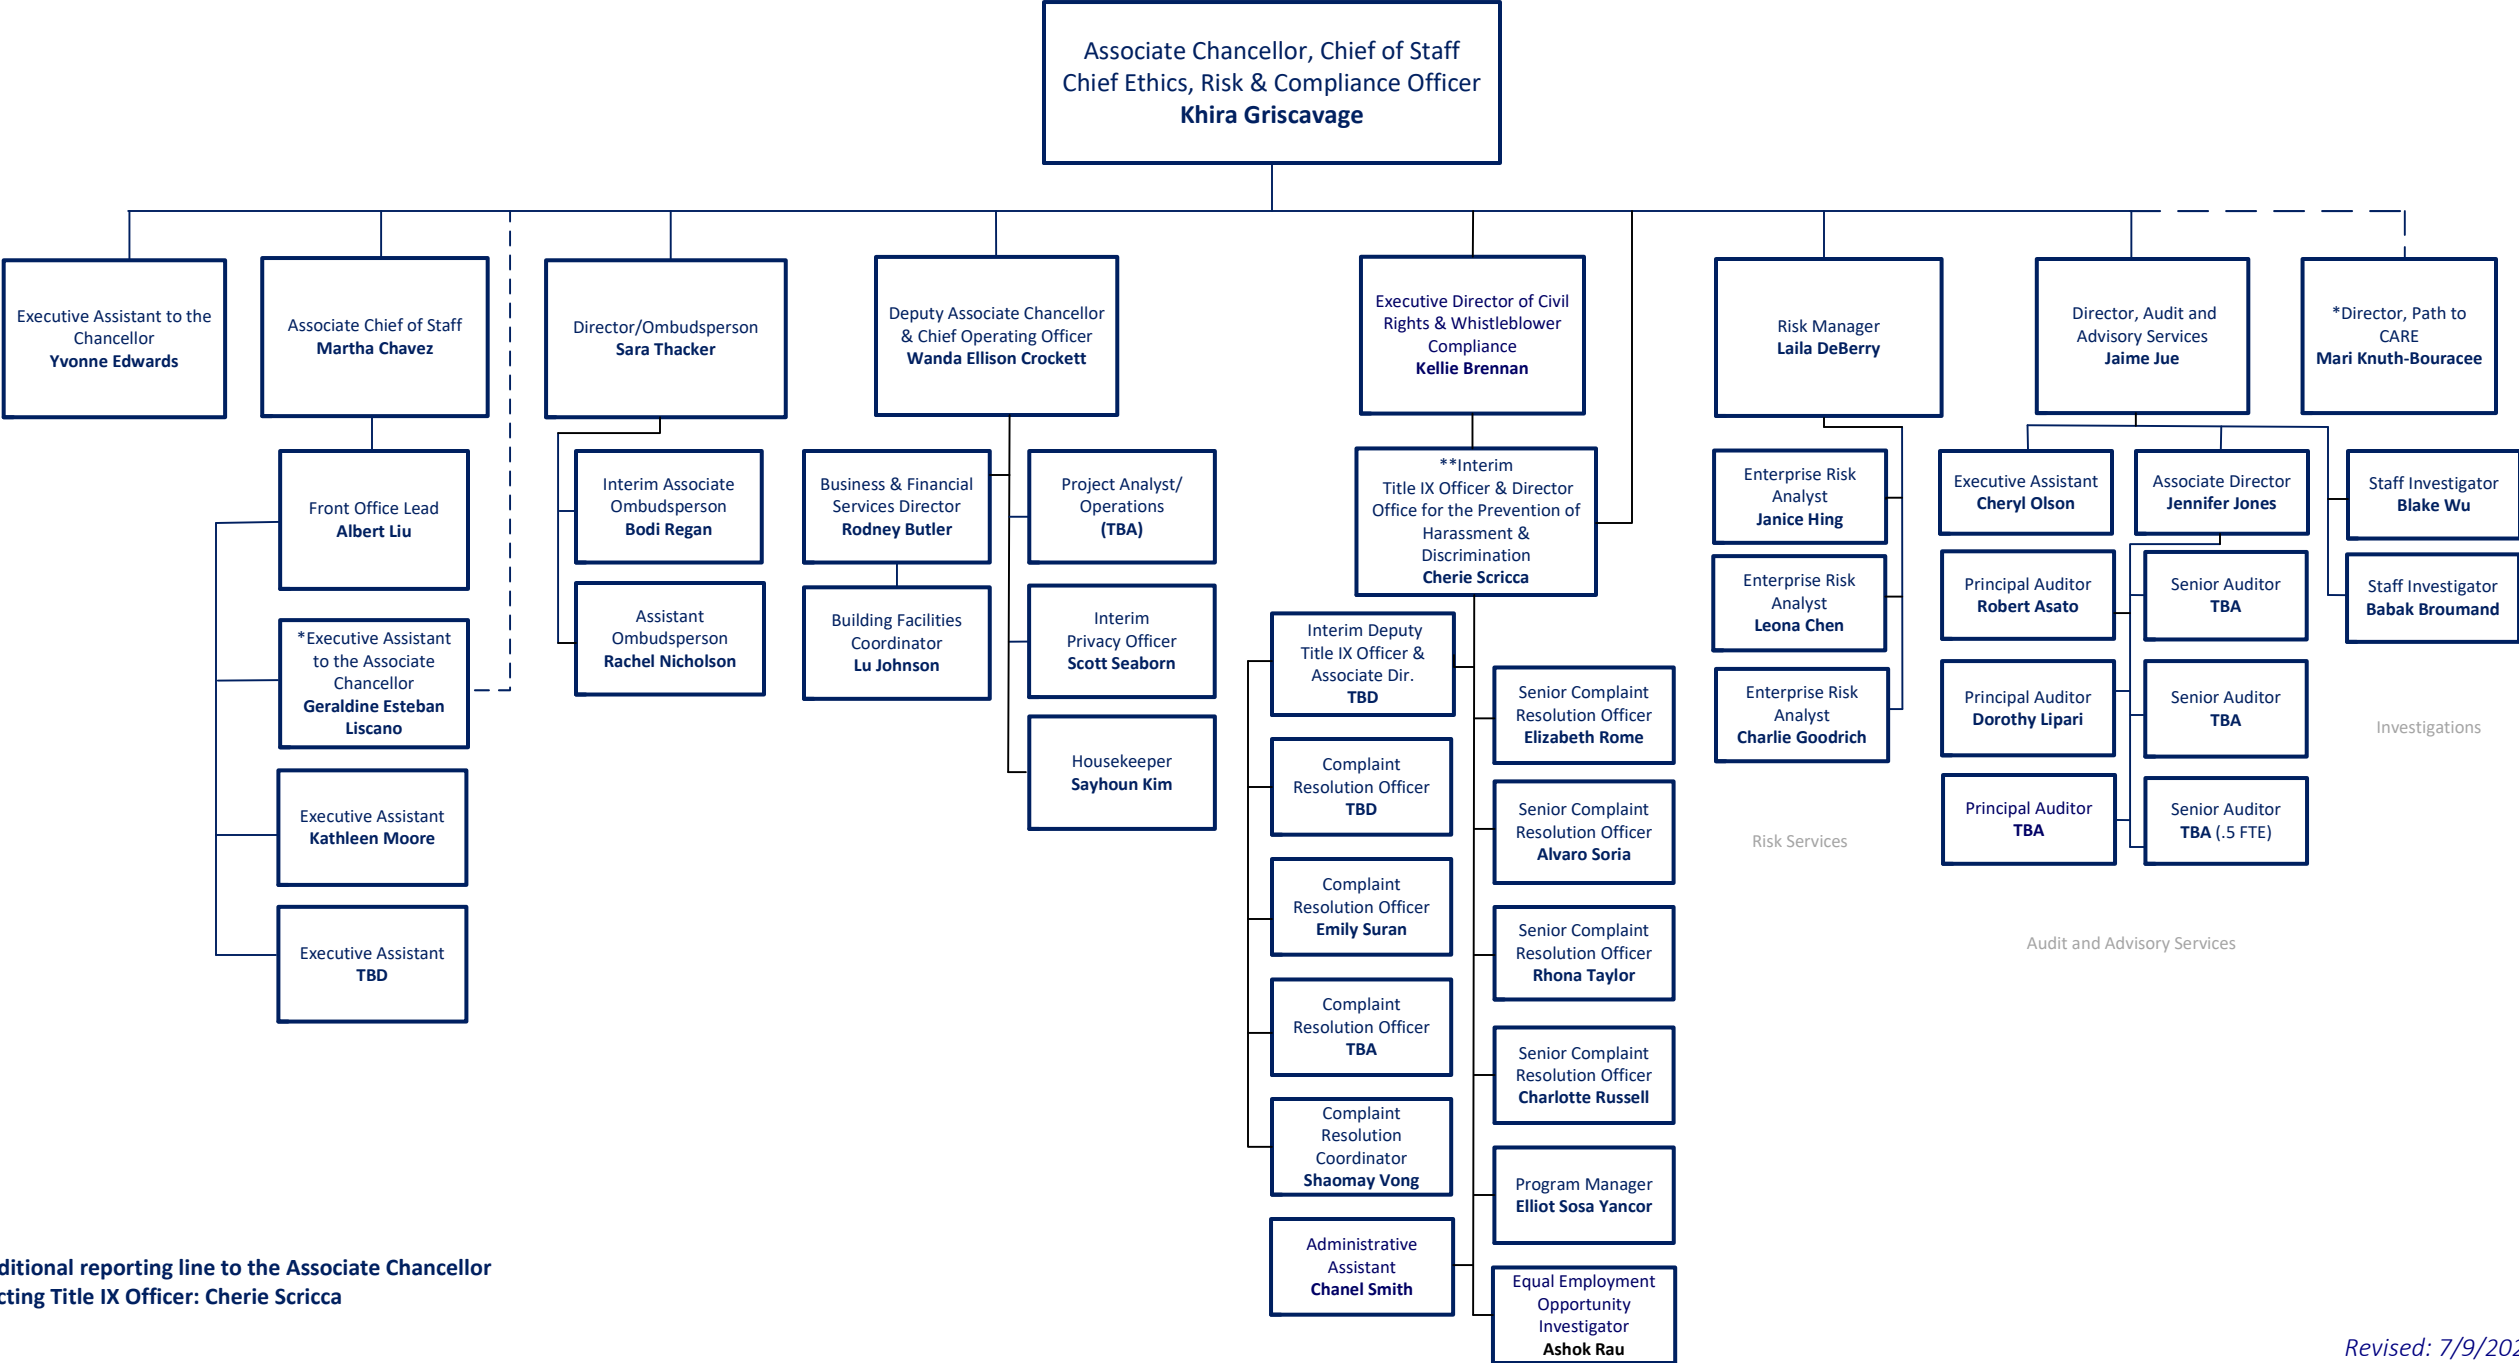 Associate Chancellor, Chief of Staff
Chief Ethics, Risk & Compliance Officer
Khira Griscavage
Executive Assistant to the
Chancellor
Yvonne Edwards
Associate Chief of Staff
Martha Chavez
Director/Ombudsperson
Sara Thacker
Deputy Associate Chancellor
& Chief Operating Officer
Wanda Ellison Crockett
Executive Director of Civil
Rights & Whistleblower
Compliance
Kellie Brennan
Risk Manager
Laila DeBerry
Director, Audit and
Advisory Services
Jaime Jue
*Director, Path to
CARE
Mari Knuth-Bouracee
Front Office Lead
Albert Liu
*Executive Assistant
to the Associate
Chancellor
Geraldine Esteban
Liscano
Executive Assistant
Kathleen Moore
Executive Assistant
TBD
Interim Associate
Ombudsperson
Bodi Regan
Assistant
Ombudsperson
Rachel Nicholson
Business & Financial
Services Director
Rodney Butler
Building Facilities
Coordinator
Lu Johnson
Project Analyst/
Operations
(TBA)
Interim
Privacy Officer
Scott Seaborn
Housekeeper
Sayhoun Kim
**Interim
Title IX Officer & Director
Office for the Prevention of
Harassment &
Discrimination
Cherie Scricca
Interim Deputy
Title IX Officer &
Associate Dir.
TBD
Complaint
Resolution Officer
TBD
Complaint
Resolution Officer
Emily Suran
Complaint
Resolution Officer
TBA
Complaint
Resolution
Coordinator
Shaomay Vong
Administrative
Assistant
Chanel Smith
Senior Complaint
Resolution Officer
Elizabeth Rome
Senior Complaint
Resolution Officer
Alvaro Soria
Senior Complaint
Resolution Officer
Rhona Taylor
Senior Complaint
Resolution Officer
Charlotte Russell
Program Manager
Elliot Sosa Yancor
Equal Employment
Opportunity
Investigator
Ashok Rau
Enterprise Risk
Analyst
Janice Hing
Enterprise Risk
Analyst
Leona Chen
Enterprise Risk
Analyst
Charlie Goodrich
Risk Services
Executive Assistant
Cheryl Olson
Associate Director
Jennifer Jones
Principal Auditor
Robert Asato
Senior Auditor
TBA
Principal Auditor
Dorothy Lipari
Senior Auditor
TBA
Principal Auditor
TBA
Senior Auditor
TBA (.5 FTE)
Audit and Advisory Services
Staff Investigator
Blake Wu
Staff Investigator
Babak Broumand
Investigations
ditional reporting line to the Associate Chancellor
cting Title IX Officer: Cherie Scricca
Revised: 7/9/202